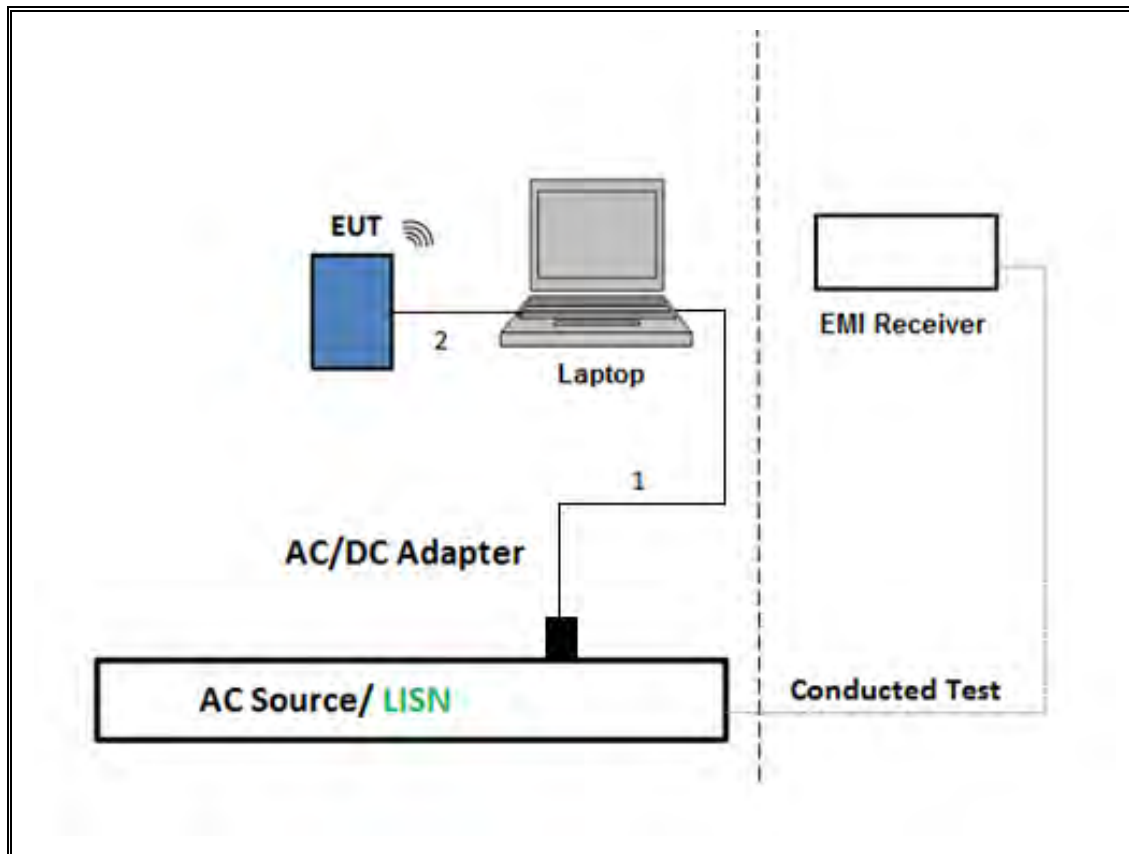 EUT
2
Laptop
EMI Receiver
1
AC/DC Adapter
AC Source/ LISN
Conducted Test